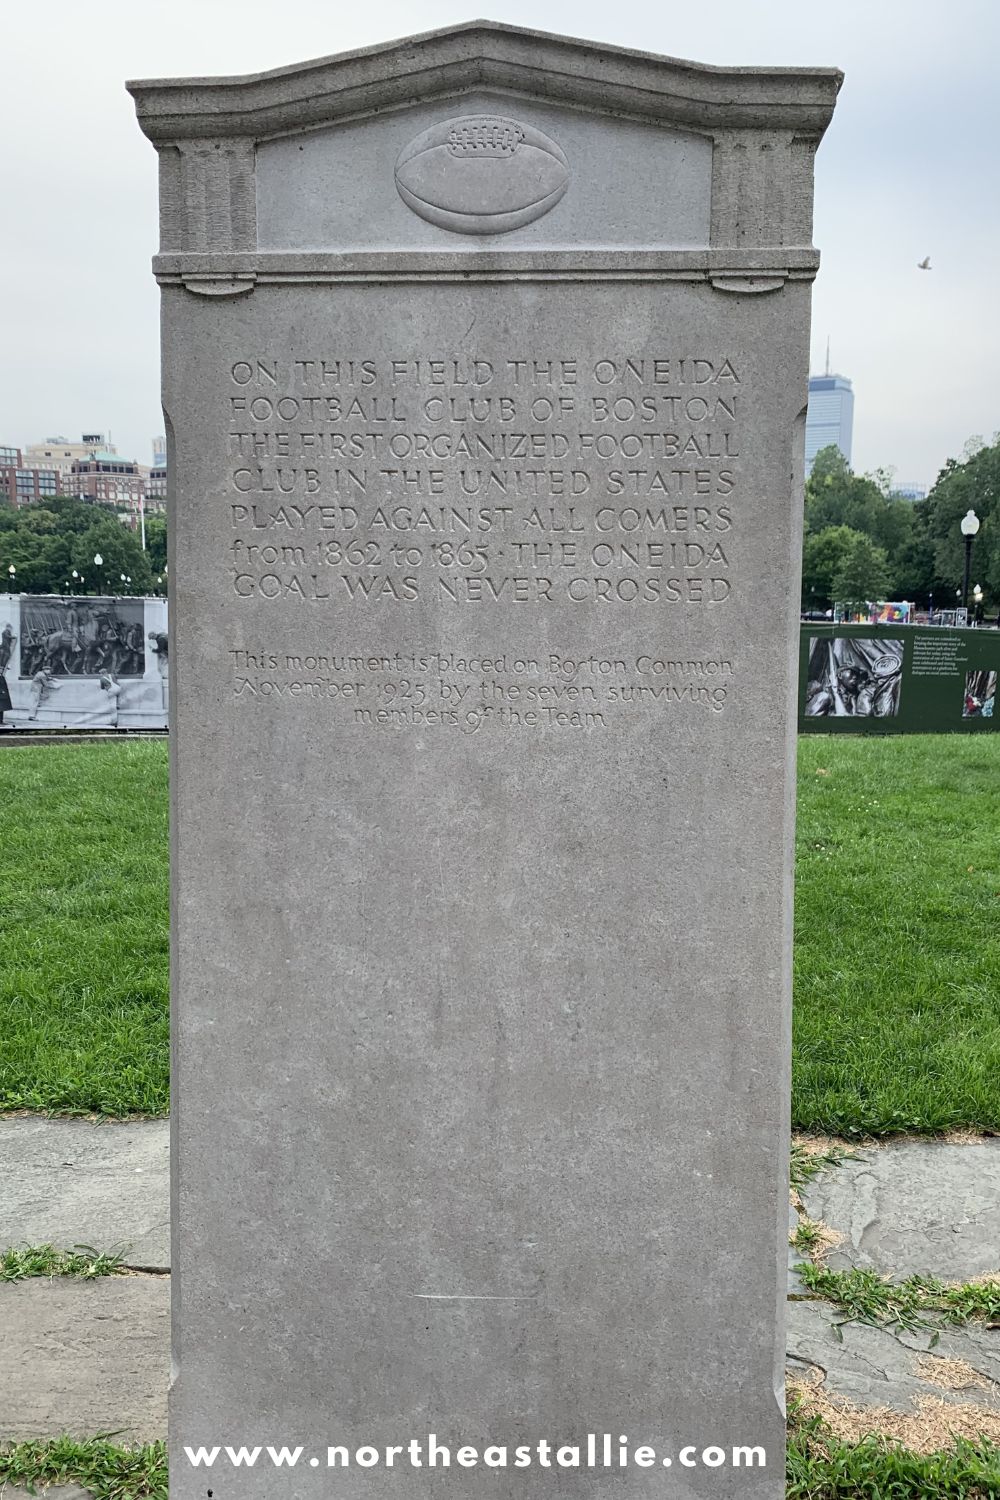 ON THIS FIELD THE ONEIDA
FOOTBALL CLUB OF BOSTON
THE FIRST ORGANIZED FOOTBALL
CLUB IN THE UNITED STATES
PLAYED AGAINST ALL COMERS
from 1862 to 1865 · THE ONEIDA
GOAL WAS NEVER CROSSED
This monument is placed on Boston Common
November 1925 by the seven surviving
members of the Team
www.northeastallie.com